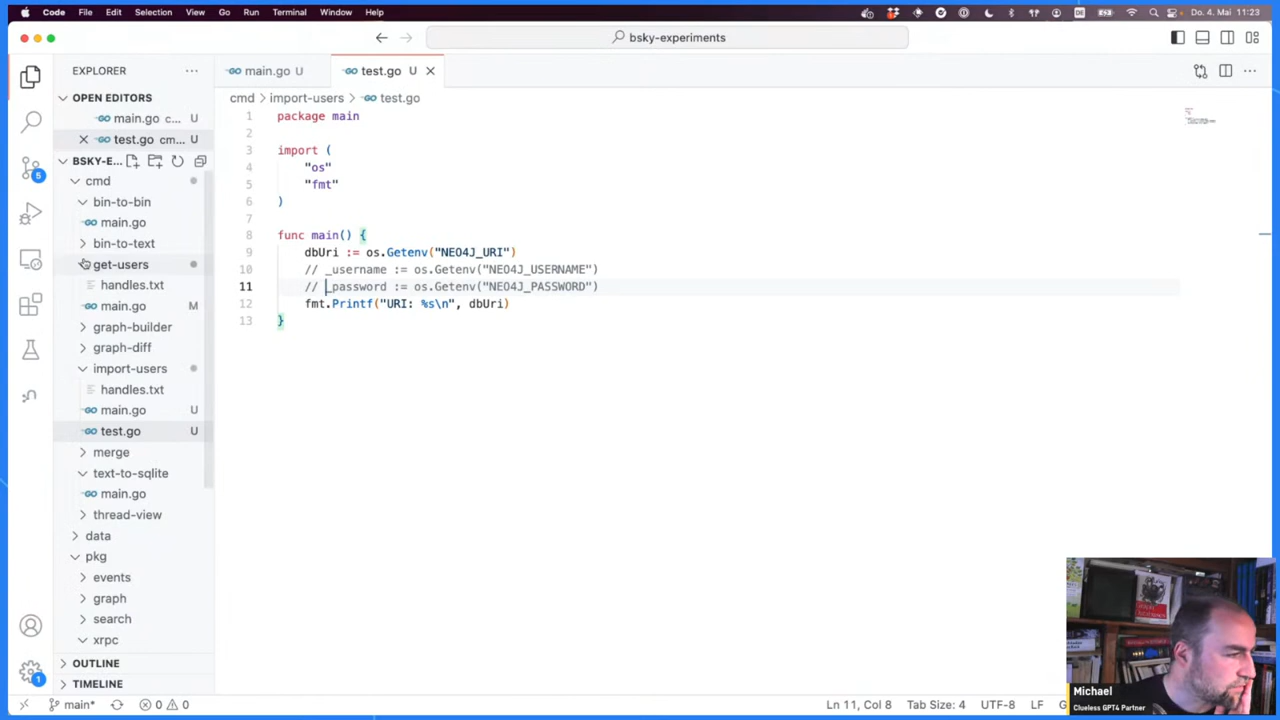 Code File Edit Selection View Go Run Terminal Window Help
Do. 4. Mai 11:23
bsky-experiments
EXPLORER
main.go U
test.go U
OPEN EDITORS
main.go c... U
test.go cm... U
BSKY-E...
cmd
bin-to-bin
main.go
bin-to-text
get-users
handles.txt
main.go M
graph-builder
graph-diff
import-users
handles.txt
main.go U
test.go U
merge
text-to-sqlite
main.go
thread-view
data
pkg
events
graph
search
xrpc
OUTLINE
TIMELINE
cmd > import-users > test.go
1 package main
2
3 import (
4 "os"
5 "fmt"
6 )
7
8 func main() {
9 dbUri := os.Getenv("NEO4J_URI")
10 // _username := os.Getenv("NEO4J_USERNAME")
11 // _password := os.Getenv("NEO4J_PASSWORD")
12 fmt.Printf("URI: %s\n", dbUri)
13 }
5
1
main*
0 0
Ln 11, Col 8 Tab Size: 4 UTF-8 LF
Michael
Clueless GPT4 Partner